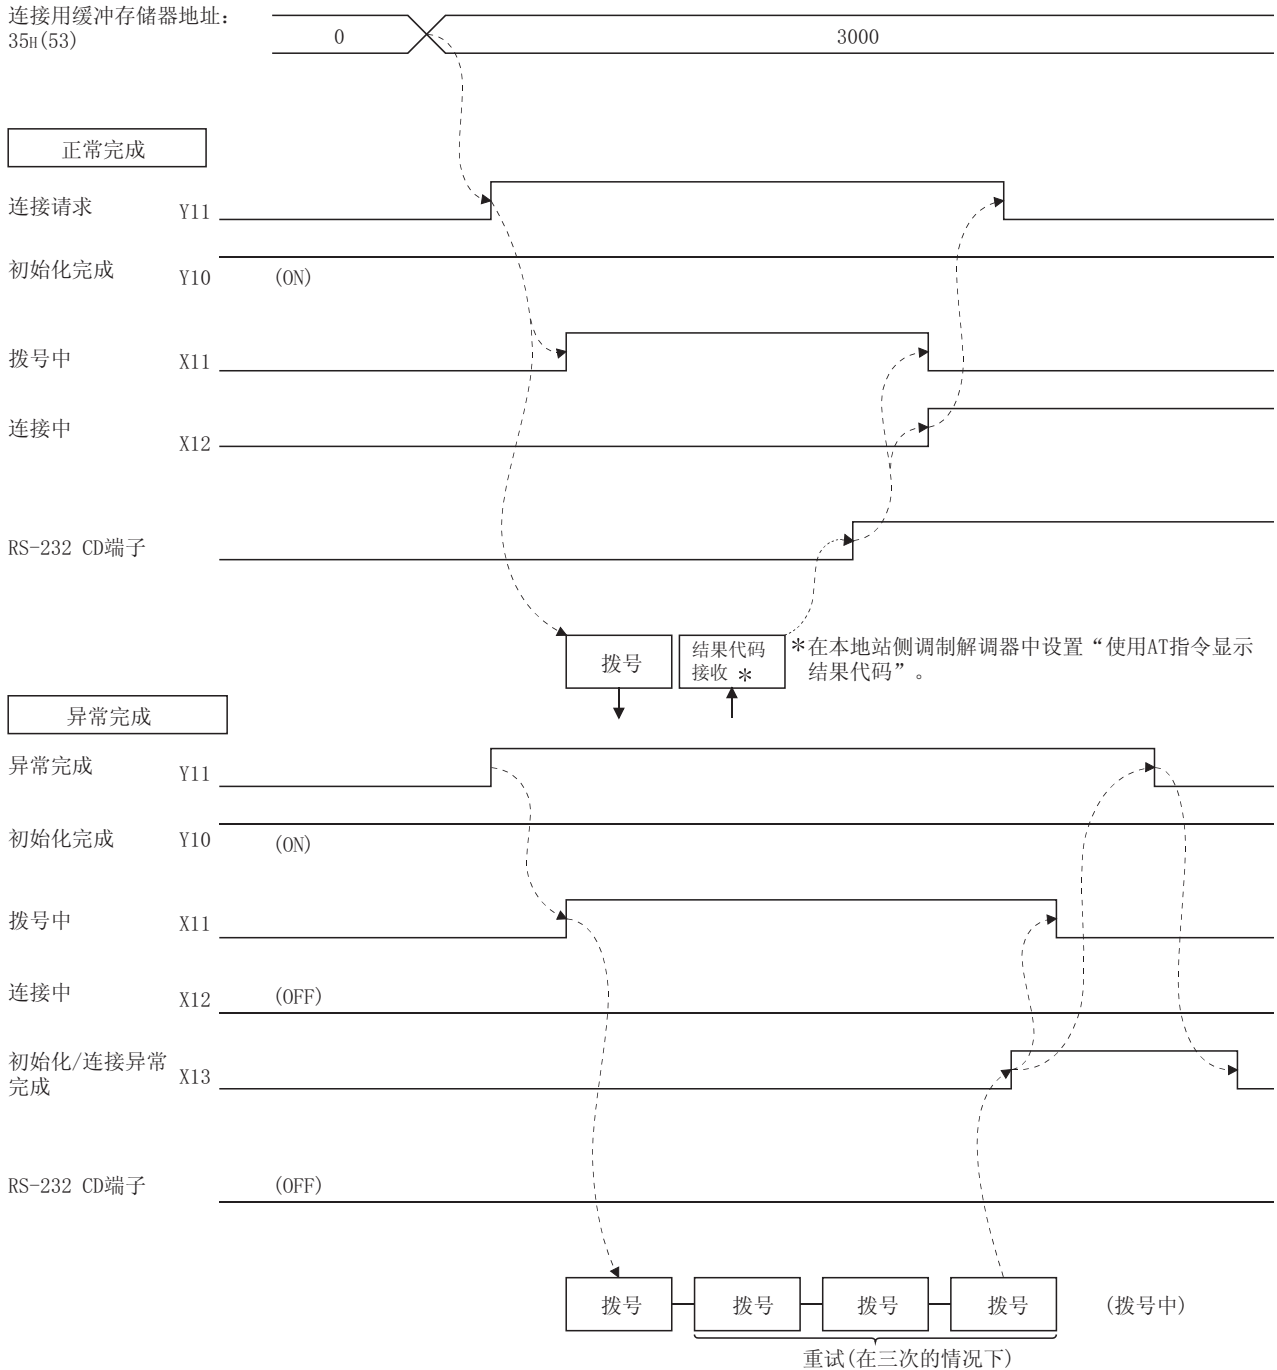 连接用缓冲存储器地址:
35H(53)
0
3000
正常完成
连接请求 Y11
初始化完成 Y10 (ON)
拨号中 X11
连接中 X12
RS-232 CD端子
拨号
结果代码
接收 *
*在本地站侧调制解调器中设置“使用AT指令显示
结果代码”。
异常完成
异常完成 Y11
初始化完成 Y10 (ON)
拨号中 X11
连接中 X12 (OFF)
初始化/连接异常
完成 X13
RS-232 CD端子 (OFF)
拨号 拨号 拨号 拨号 (拨号中)
重试(在三次的情况下)